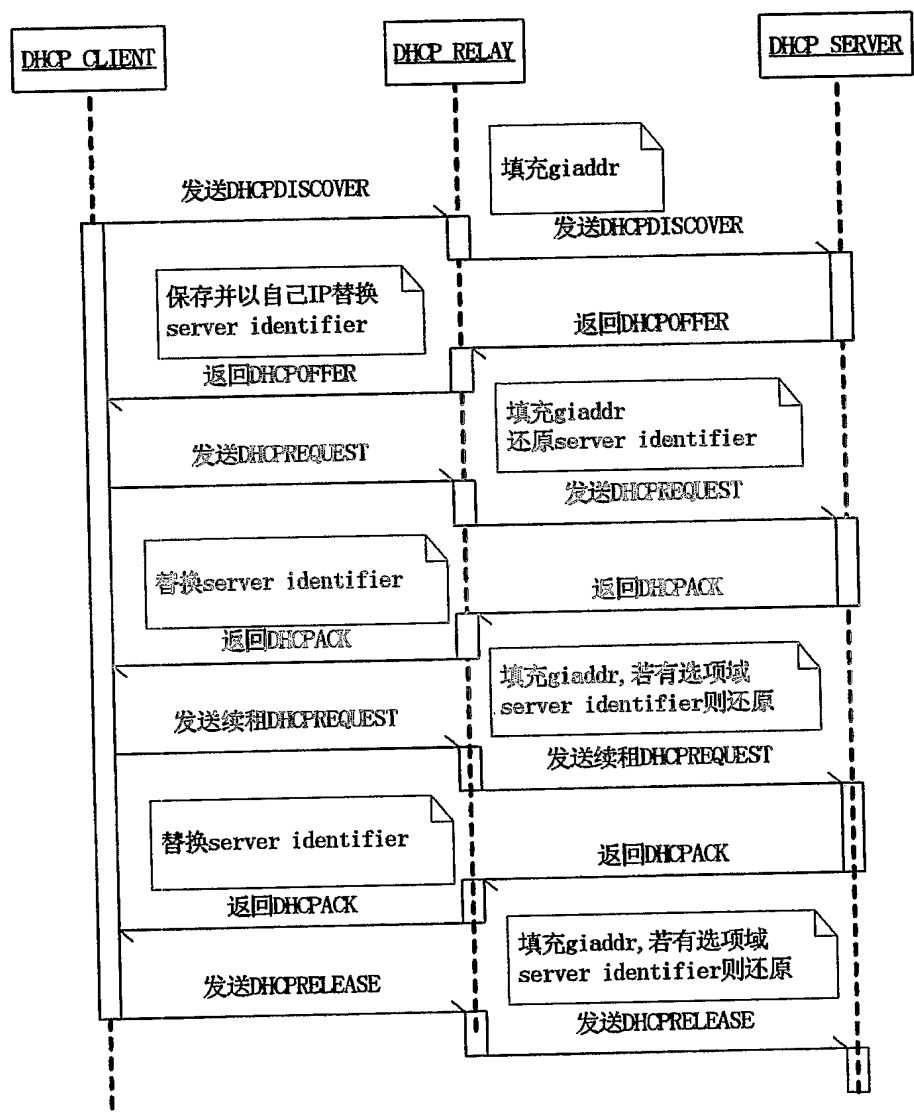 DHCP CLIENT
DHCP RELAY
DHCP SERVER
填充giaddr
发送DHCPDISCOVER
发送DHCPDISCOVER
保存并以自己IP替换
server identifier
返回DHCPOFFER
返回DHCPOFFER
填充giaddr
还原server identifier
发送DHCPREQUEST
发送DHCPREQUEST
替换server identifier
返回DHCPACK
返回DHCPACK
填充giaddr,若有选项域
server identifier则还原
发送续租DHCPREQUEST
发送续租DHCPREQUEST
替换server identifier
返回DHCPACK
返回DHCPACK
填充giaddr,若有选项域
server identifier则还原
发送DHCPRELEASE
发送DHCPRELEASE